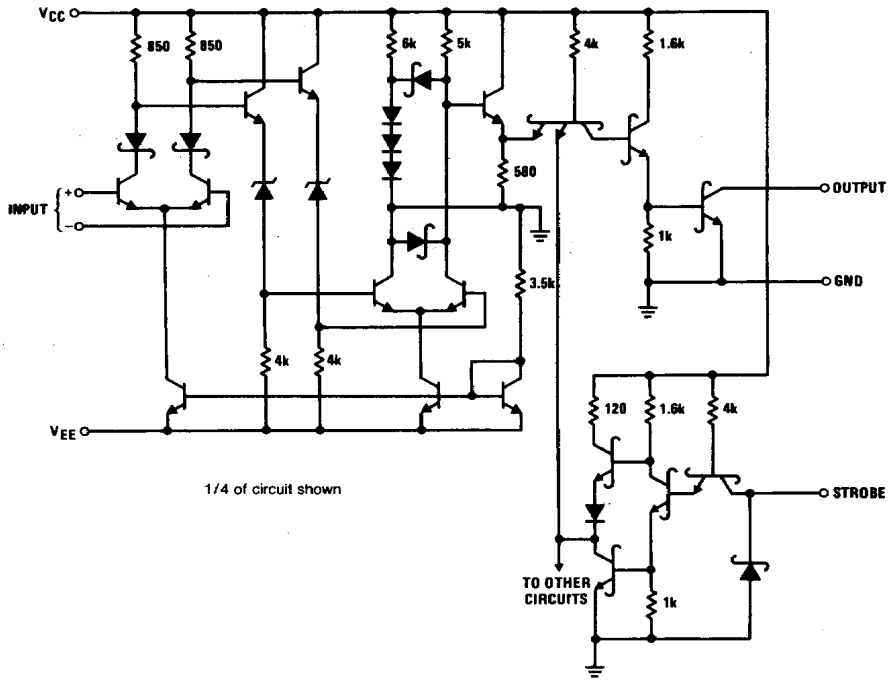 VCC
850
850
6k
5k
4k
1.6k
580
INPUT
+
−
OUTPUT
1k
GND
3.5k
4k
4k
VEE
120
1.6k
4k
1/4 of circuit shown
STROBE
TO OTHER
CIRCUITS
1k